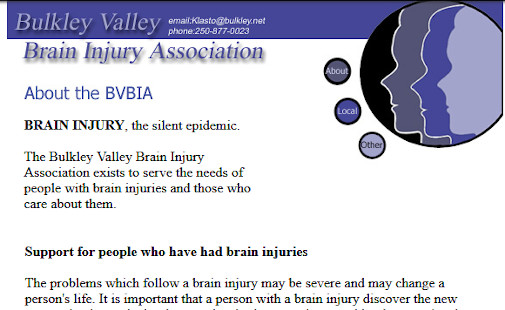 Bulkley Valley
email:Klasto@bulkley.net
phone:250-877-0023
Brain Injury Association
About
Local
Other
About the BVBIA
BRAIN INJURY, the silent epidemic.
The Bulkley Valley Brain Injury
Association exists to serve the needs of
people with brain injuries and those who
care about them.
Support for people who have had brain injuries
The problems which follow a brain injury may be severe and may change a
person's life. It is important that a person with a brain injury discover the new